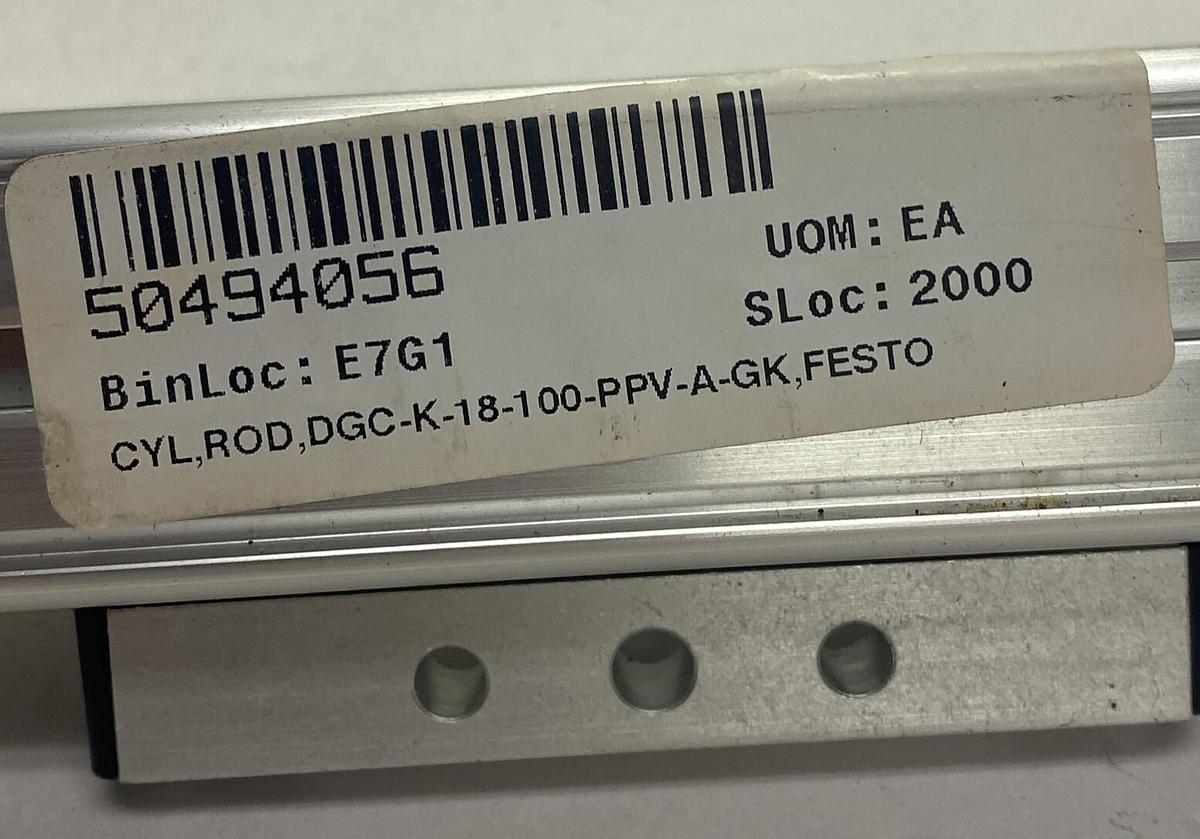 50494056
UOM: EA
BinLoc: E7G1
SLoc: 2000
CYL,ROD,DGC-K-18-100-PPV-A-GK,FESTO